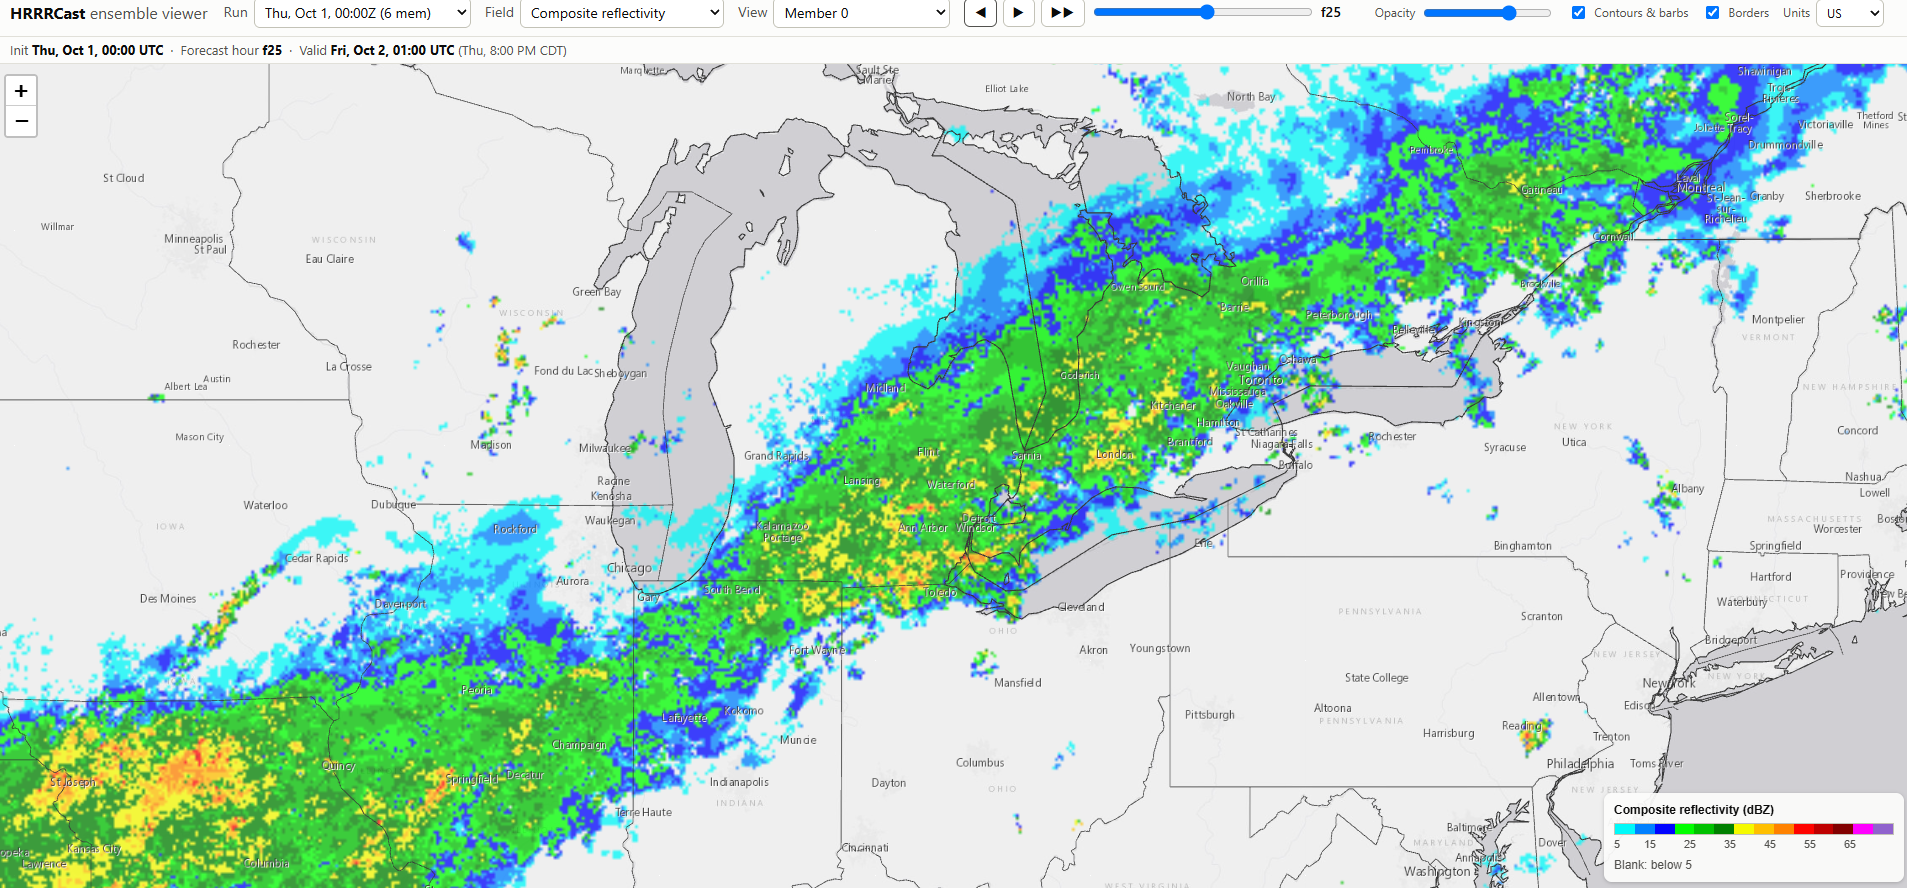 HRRRCast ensemble viewer Run Thu, Oct 1, 00:00Z (6 mem) Field Composite reflectivity View Member 0 ◀ ▶ ▶▶ f25 Opacity Contours & barbs Borders Units US
Init Thu, Oct 1, 00:00 UTC · Forecast hour f25 · Valid Fri, Oct 2, 01:00 UTC (Thu, 8:00 PM CDT)
+
−
Marquette
Sault Ste
Marie
Elliot Lake
North Bay
Shawinigan
Trois-
Rivières
Thetford
Mines
St
Sorel-
Tracy
Joliette
Victoriaville
Drummondville
Pembroke
St Cloud
Laval
Montreal
Gatineau
Granby
Sherbrooke
St-Jean-
sur-
Richelieu
Willmar
Minneapolis
St Paul
WISCONSIN
Eau Claire
Cornwall
Green Bay
Owen Sound
Orillia
Brockville
WISCONSIN
Barrie
Peterborough
Belleville
Kingston
Montpelier
VERMONT
Rochester
La Crosse
Fond du Lac
Sheboygan
Oshawa
Vaughan
Toronto
Goderich
Albert Lea
Austin
Midland
Mississauga
Oakville
NEW HAMPSHIRE
Kitchener
Hamilton
St Catharines
Niagara Falls
Brantford
Rochester
NEW YORK
Utica
Syracuse
Concord
Mason City
Madison
Milwaukee
Grand Rapids
Flint
Sarnia
London
Buffalo
Racine
Kenosha
Lansing
Waterford
Nashua
Lowell
Albany
Waterloo
Dubuque
Waukegan
Rockford
Kalamazoo
Portage
Ann Arbor
Detroit
Windsor
MASSACHUSETTS
Worcester
IOWA
Erie
Binghamton
Springfield
Cedar Rapids
Chicago
Aurora
Gary
South Bend
Toledo
Hartford
Providence
Des Moines
Davenport
Cleveland
PENNSYLVANIA
Scranton
Waterbury
CONNECTICUT
OHIO
Bridgeport
Fort Wayne
Akron
Youngstown
NEW JERSEY
Mansfield
State College
NEW YORK
New York
Peoria
Allentown
Edison
Lafayette
Kokomo
Pittsburgh
Altoona
PENNSYLVANIA
Reading
Harrisburg
Trenton
Champaign
Muncie
Quincy
Columbus
Philadelphia
Toms River
St Joseph
Springfield
Decatur
Indianapolis
Dayton
OHIO
NEW JERSEY
INDIANA
Terre Haute
Baltimore
Kansas City
Cincinnati
MARYLAND
Dover
Lawrence
Columbia
Annapolis
Washington
WEST VIRGINIA
Composite reflectivity (dBZ)
5 15 25 35 45 55 65
Blank: below 5